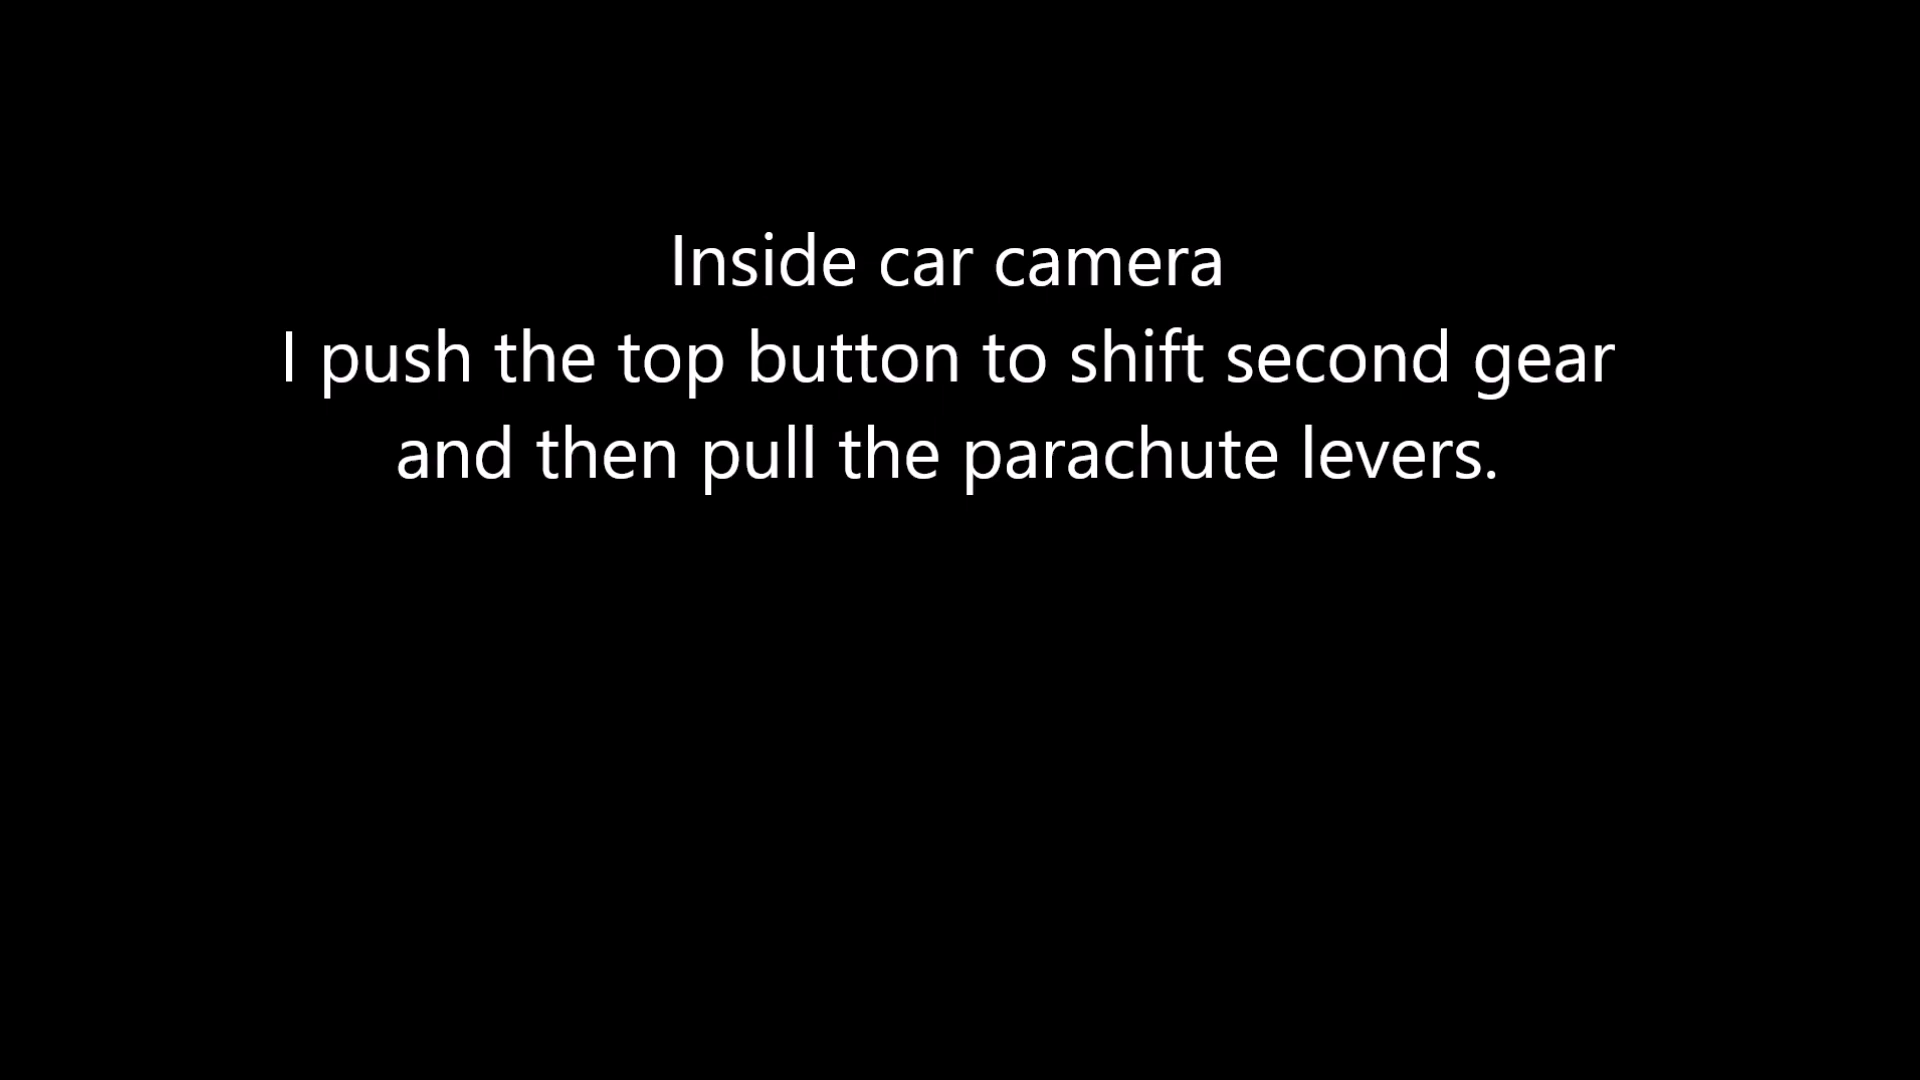 Inside car camera
I push the top button to shift second gear
and then pull the parachute levers.